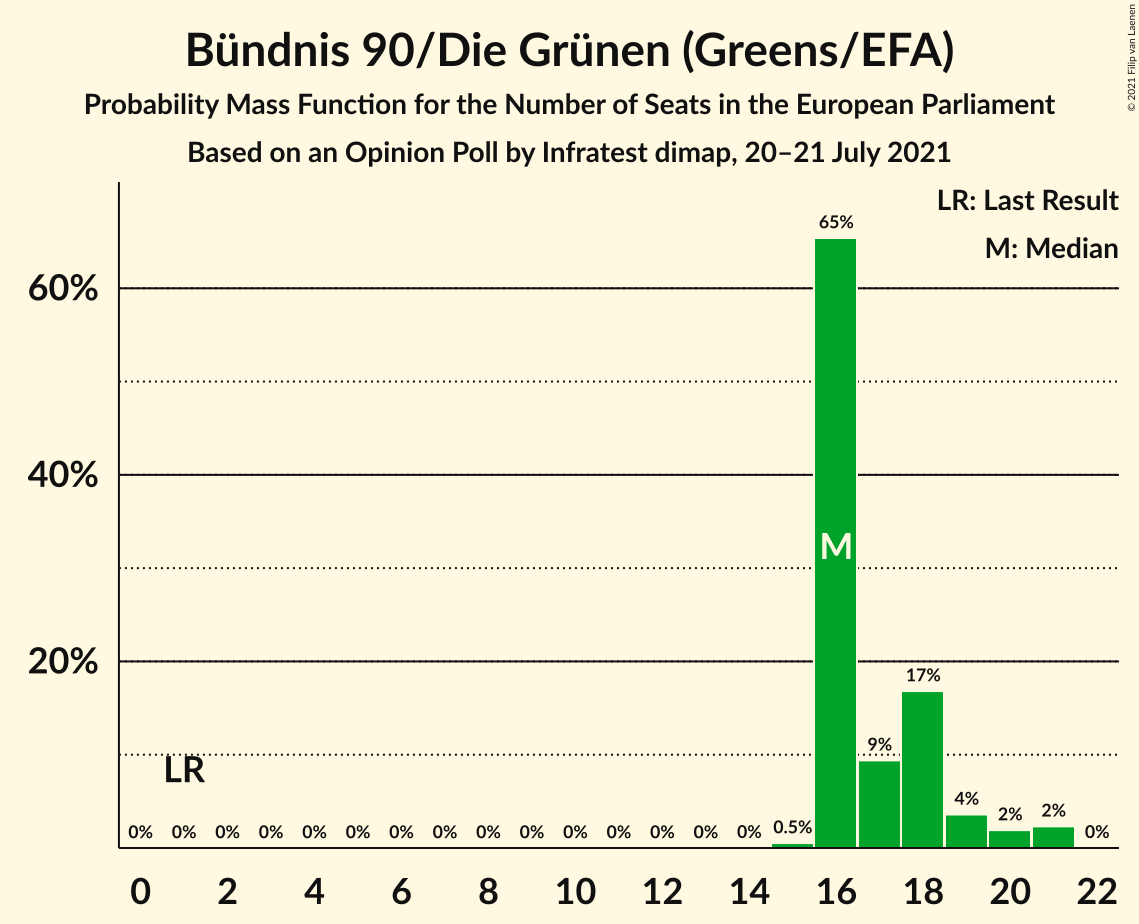 Bündnis 90/Die Grünen (Greens/EFA)
Probability Mass Function for the Number of Seats in the European Parliament
Based on an Opinion Poll by Infratest dimap, 20–21 July 2021
© 2021 Filip van Laenen
LR: Last Result
M: Median
65%
60%
40%
M
20%
17%
9%
LR
4%
2%
2%
0% 0% 0% 0% 0% 0% 0% 0% 0% 0% 0% 0% 0% 0% 0% 0.5% 0%
0 2 4 6 8 10 12 14 16 18 20 22